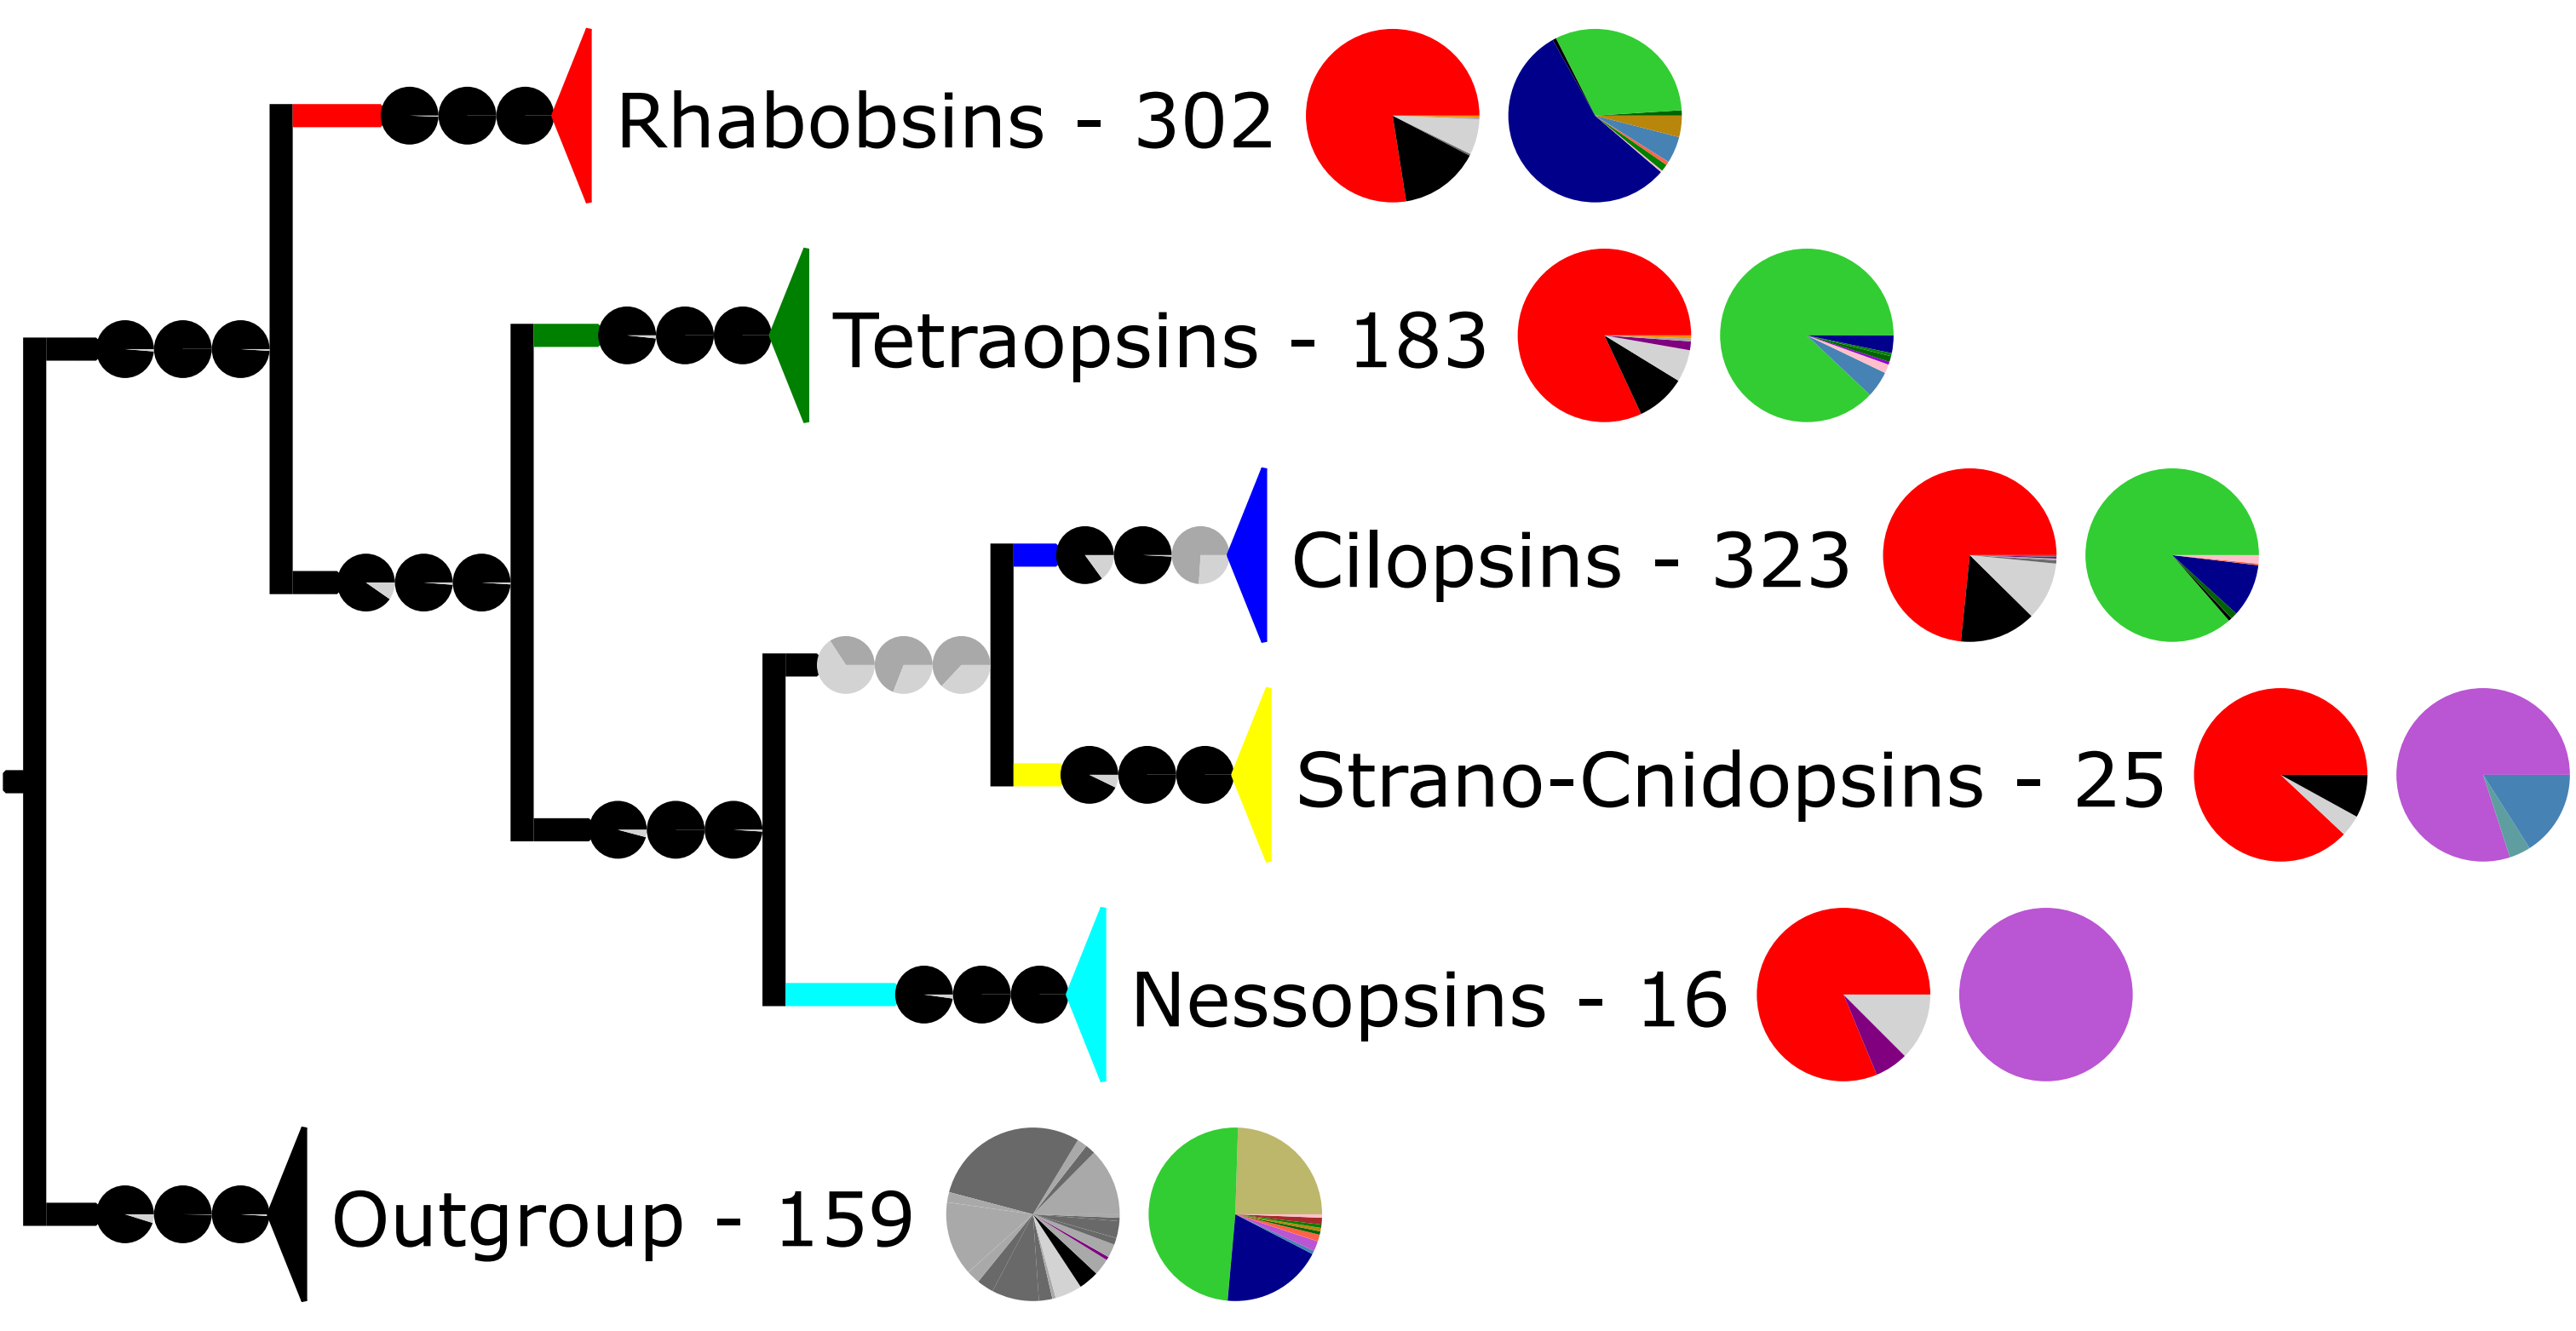 Rhabobsins - 302
Tetraopsins - 183
Cilopsins - 323
Strano-Cnidopsins - 25
Nessopsins - 16
Outgroup - 159